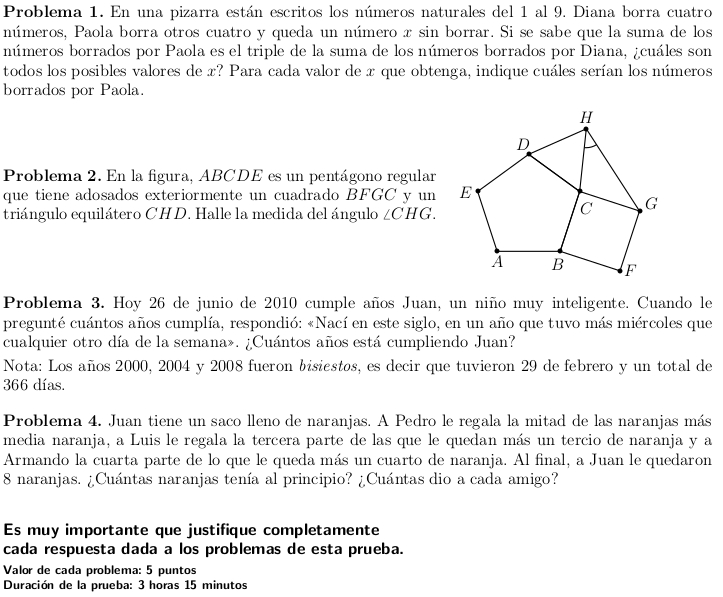 Problema 1. En una pizarra están escritos los números naturales del 1 al 9. Diana borra cuatro
números, Paola borra otros cuatro y queda un número x sin borrar. Si se sabe que la suma de los
números borrados por Paola es el triple de la suma de los números borrados por Diana, ¿cuáles son
todos los posibles valores de x? Para cada valor de x que obtenga, indique cuáles serían los números
borrados por Paola.
Problema 2. En la figura, ABCDE es un pentágono regular
que tiene adosados exteriormente un cuadrado BFGC y un
triángulo equilátero CHD. Halle la medida del ángulo ∠CHG.
H
D
E
C
G
A
B
F
Problema 3. Hoy 26 de junio de 2010 cumple años Juan, un niño muy inteligente. Cuando le
pregunté cuántos años cumplía, respondió: «Nací en este siglo, en un año que tuvo más miércoles que
cualquier otro día de la semana». ¿Cuántos años está cumpliendo Juan?
Nota: Los años 2000, 2004 y 2008 fueron bisiestos, es decir que tuvieron 29 de febrero y un total de
366 días.
Problema 4. Juan tiene un saco lleno de naranjas. A Pedro le regala la mitad de las naranjas más
media naranja, a Luis le regala la tercera parte de las que le quedan más un tercio de naranja y a
Armando la cuarta parte de lo que le queda más un cuarto de naranja. Al final, a Juan le quedaron
8 naranjas. ¿Cuántas naranjas tenía al principio? ¿Cuántas dio a cada amigo?
Es muy importante que justifique completamente
cada respuesta dada a los problemas de esta prueba.
Valor de cada problema: 5 puntos
Duración de la prueba: 3 horas 15 minutos